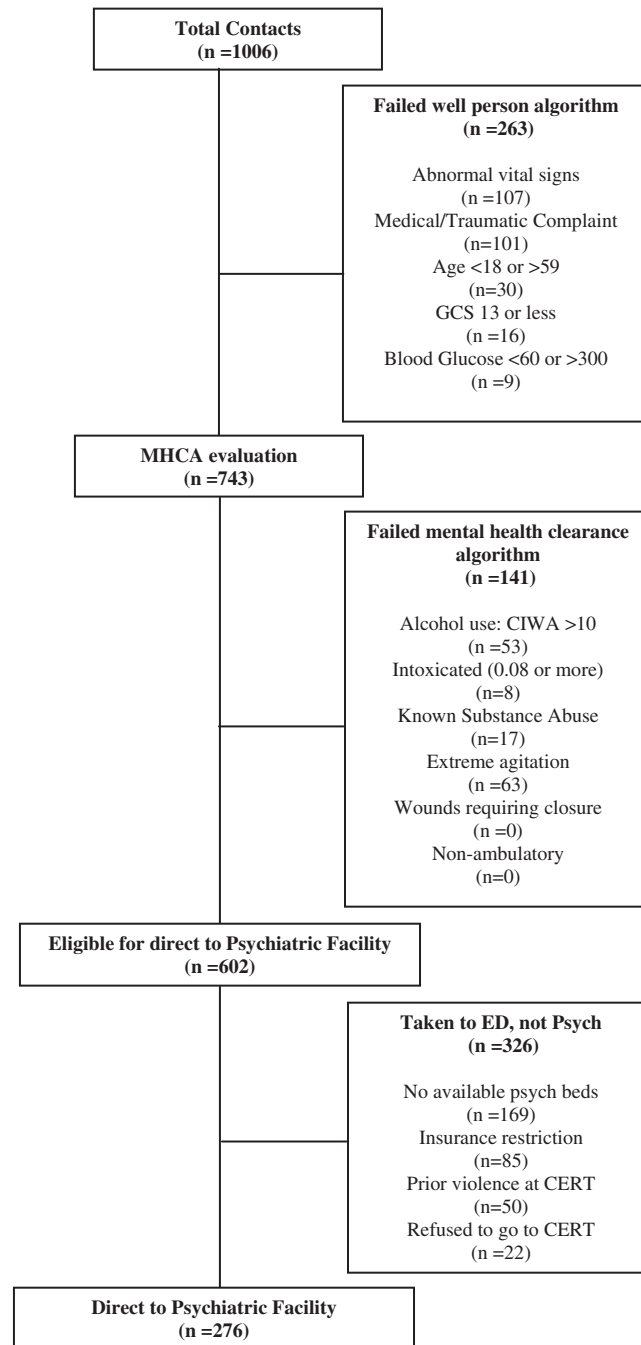 Total Contacts
(n =1006)
Failed well person algorithm
(n =263)
Abnormal vital signs
(n =107)
Medical/Traumatic Complaint
(n=101)
Age <18 or >59
(n=30)
GCS 13 or less
(n =16)
Blood Glucose <60 or >300
(n =9)
MHCA evaluation
(n =743)
Failed mental health clearance
algorithm
(n =141)
Alcohol use: CIWA >10
(n =53)
Intoxicated (0.08 or more)
(n=8)
Known Substance Abuse
(n=17)
Extreme agitation
(n =63)
Wounds requiring closure
(n =0)
Non-ambulatory
(n=0)
Eligible for direct to Psychiatric Facility
(n =602)
Taken to ED, not Psych
(n =326)
No available psych beds
(n =169)
Insurance restriction
(n=85)
Prior violence at CERT
(n=50)
Refused to go to CERT
(n =22)
Direct to Psychiatric Facility
(n =276)